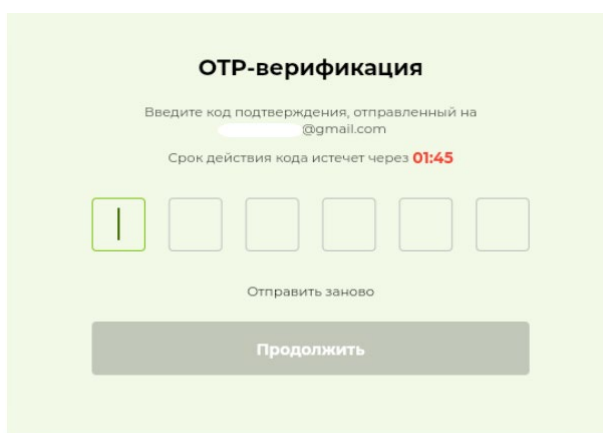 OTP-верификация
Введите код подтверждения, отправленный на
@gmail.com
Срок действия кода истечет через 01:45
Отправить заново
Продолжить